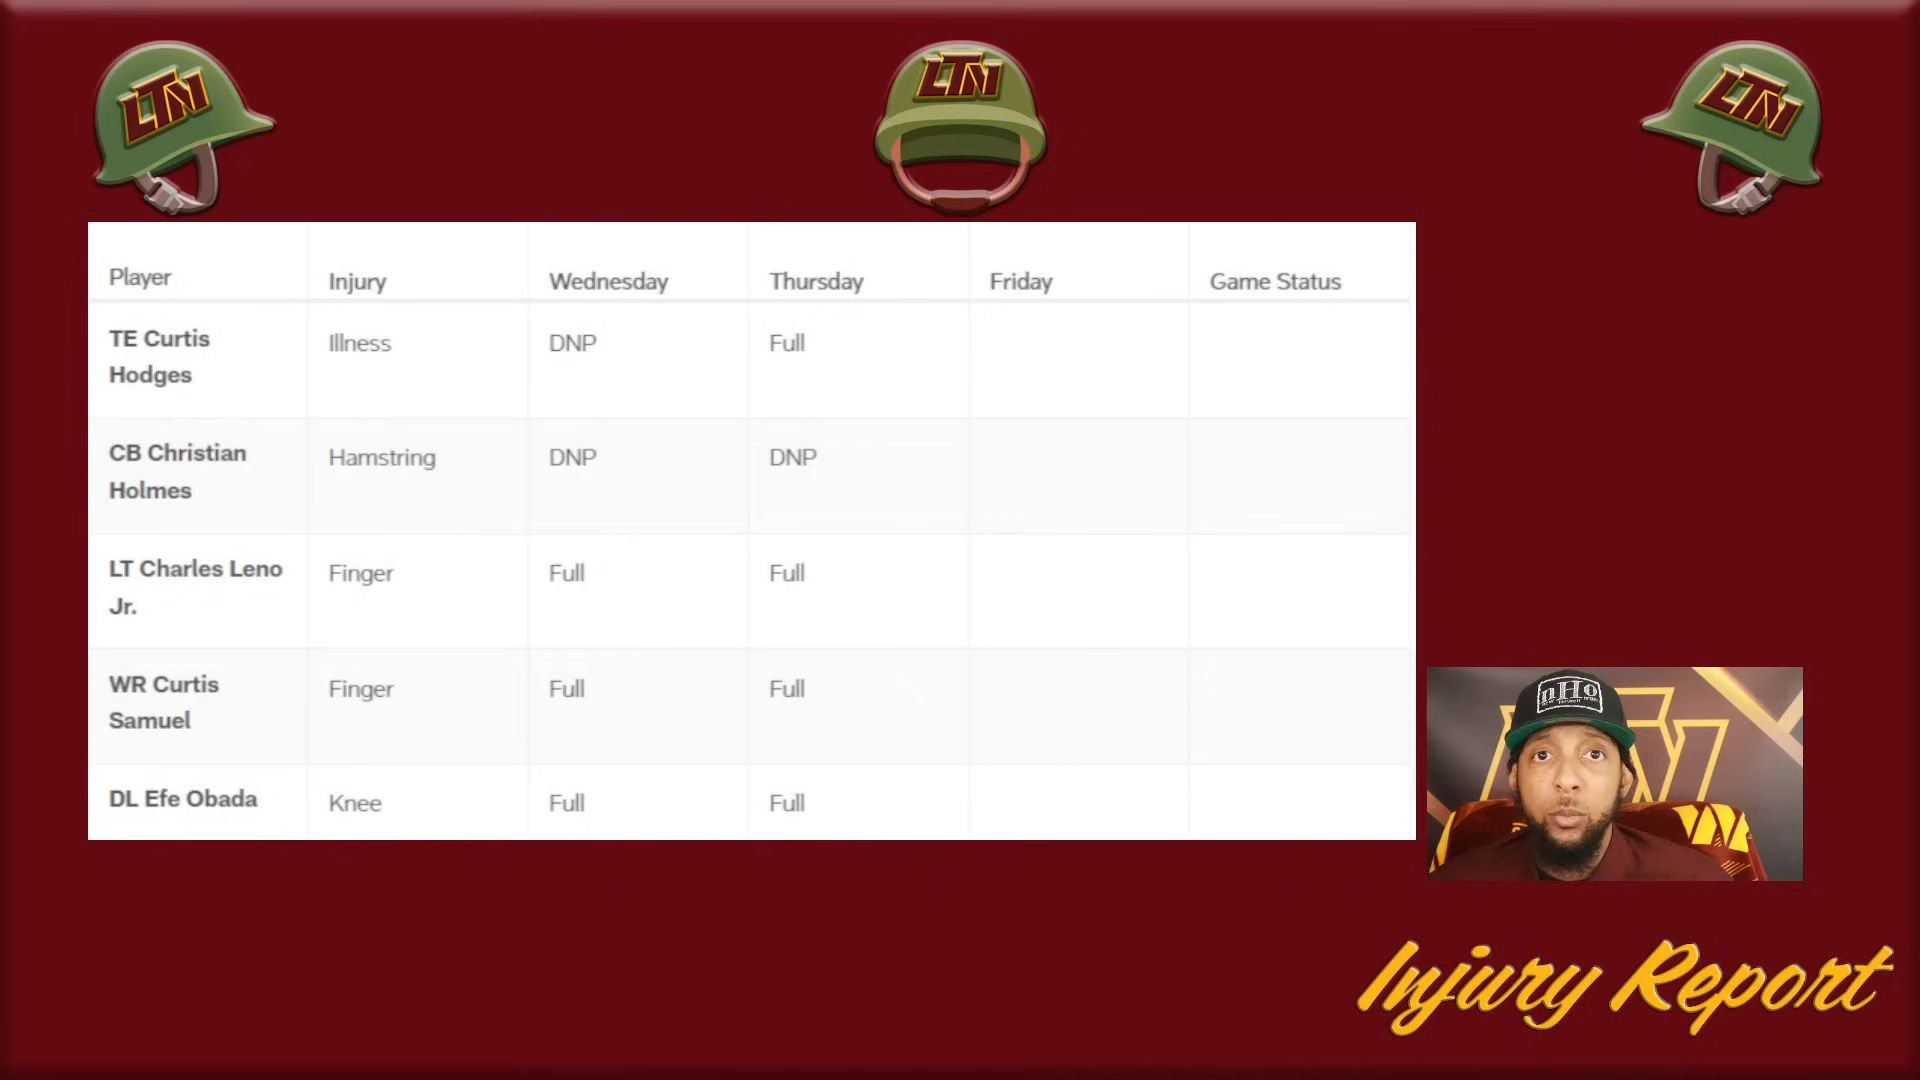 LTN
LTN
LTN
Player Injury Wednesday Thursday Friday Game Status
TE Curtis Hodges Illness DNP Full
CB Christian Holmes Hamstring DNP DNP
LT Charles Leno Jr. Finger Full Full
WR Curtis Samuel Finger Full Full
DL Efe Obada Knee Full Full
nHo
Injury Report